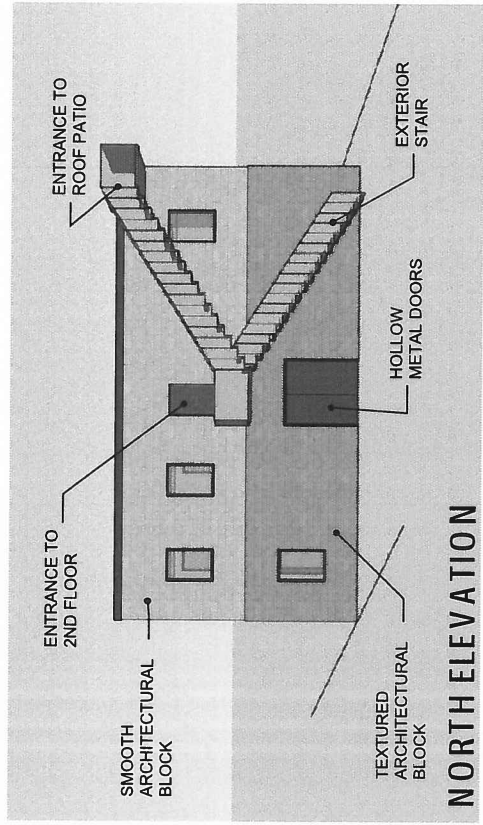 ENTRANCE TO
2ND FLOOR
ENTRANCE TO
ROOF PATIO
SMOOTH
ARCHITECTURAL
BLOCK
TEXTURED
ARCHITECTURAL
BLOCK
HOLLOW
METAL DOORS
EXTERIOR
STAIR
NORTH ELEVATION